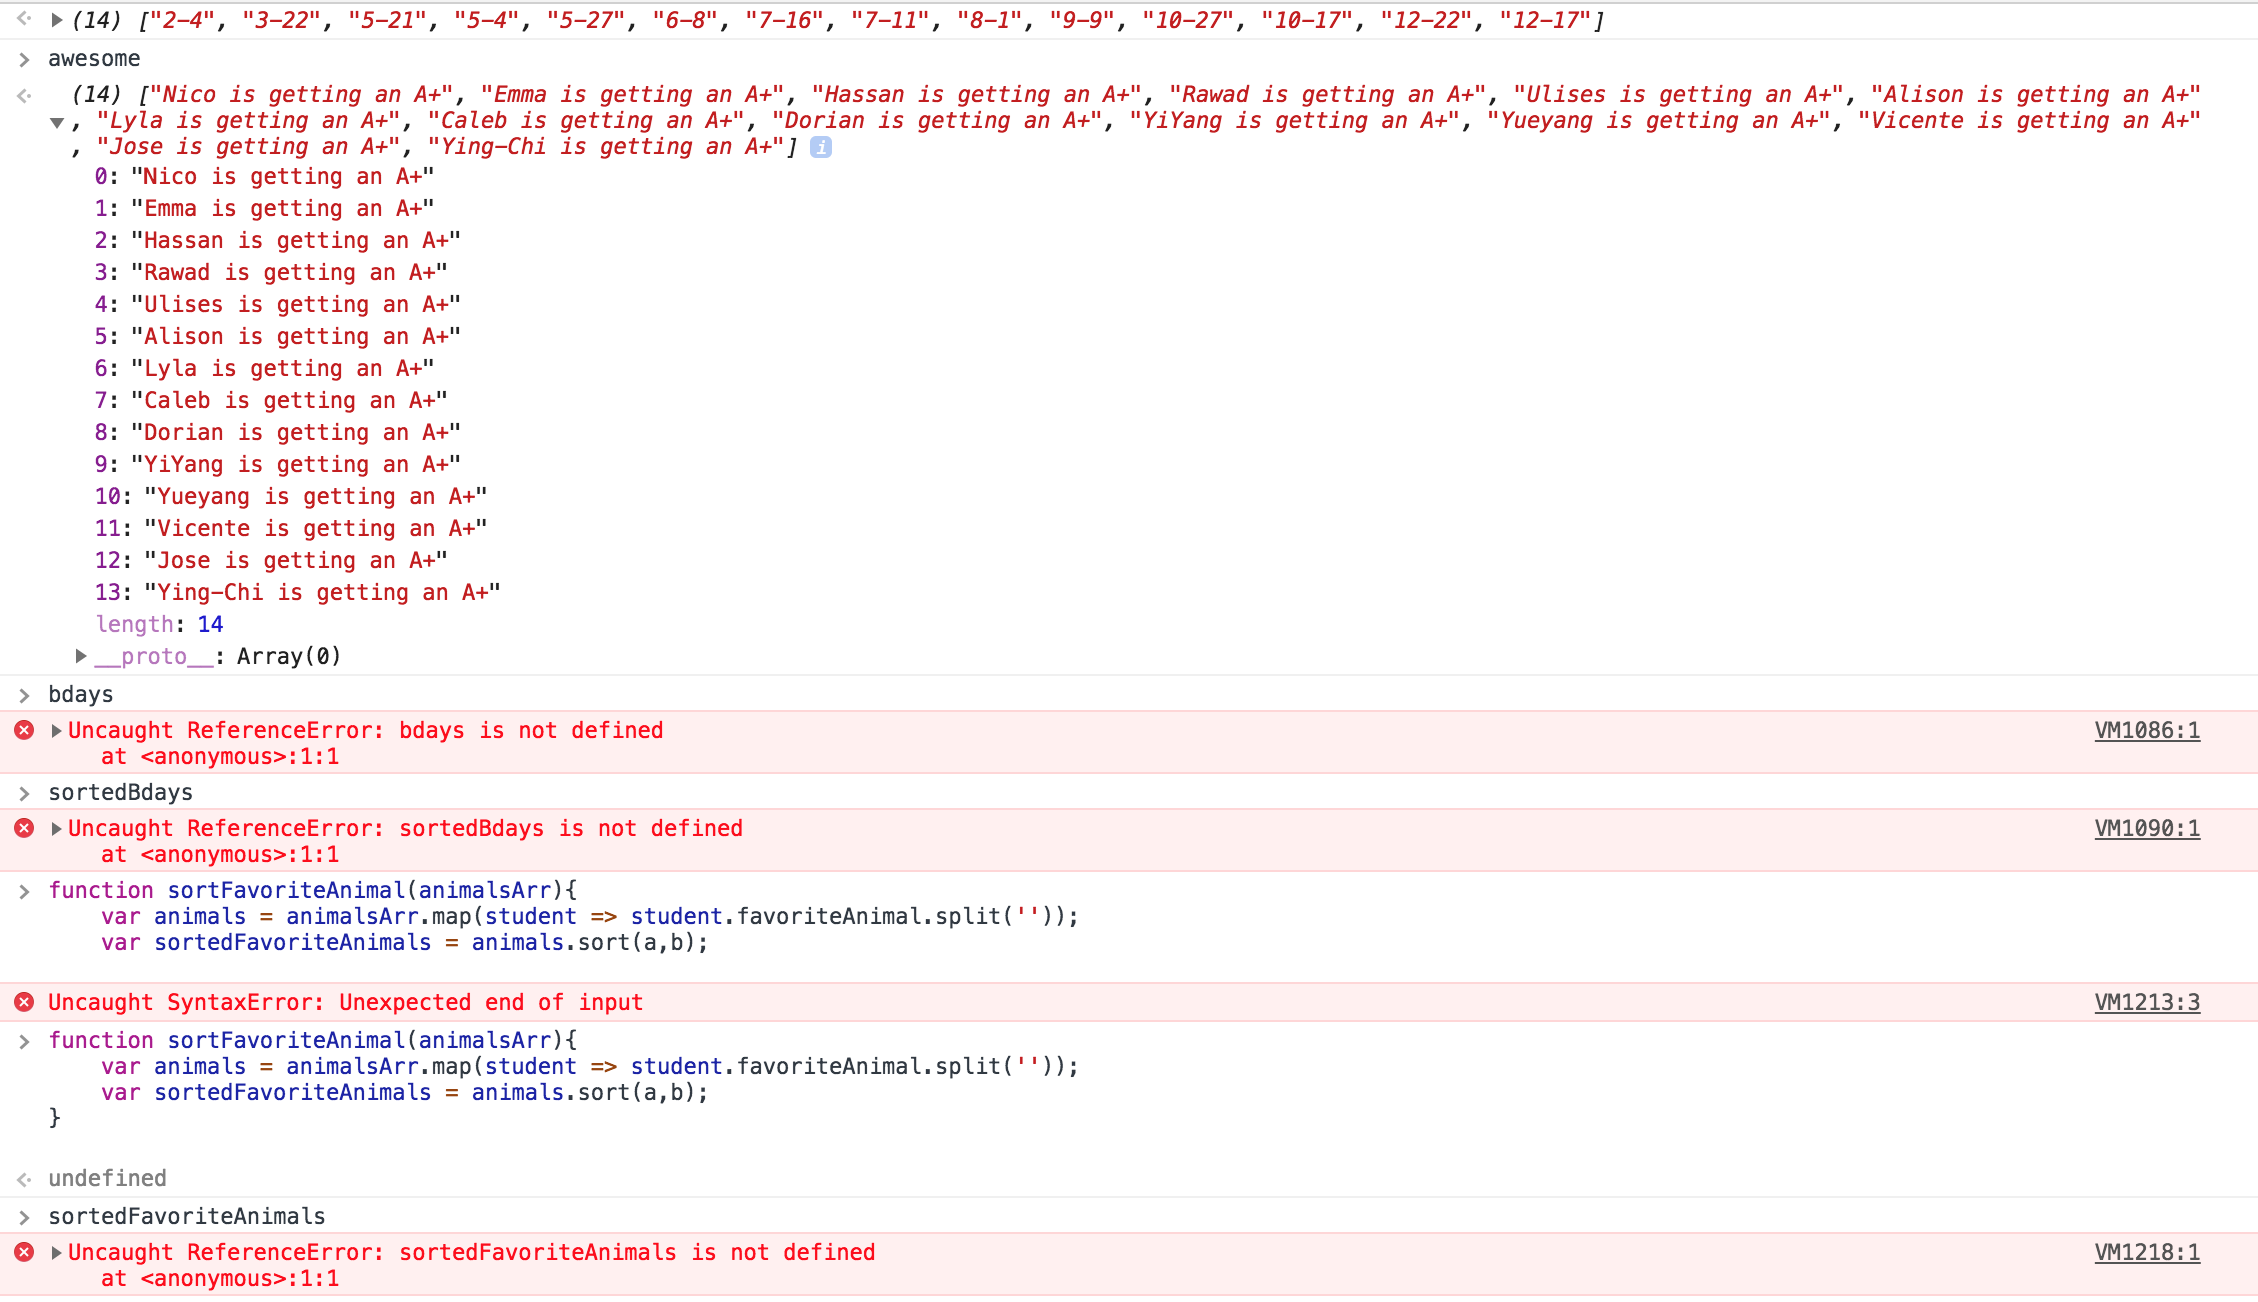 (14) ["2-4", "3-22", "5-21", "5-4", "5-27", "6-8", "7-16", "7-11", "8-1", "9-9", "10-27", "10-17", "12-22", "12-17"]
awesome
(14) ["Nico is getting an A+", "Emma is getting an A+", "Hassan is getting an A+", "Rawad is getting an A+", "Ulises is getting an A+", "Alison is getting an A+"
, "Lyla is getting an A+", "Caleb is getting an A+", "Dorian is getting an A+", "YiYang is getting an A+", "Yueyang is getting an A+", "Vicente is getting an A+"
, "Jose is getting an A+", "Ying-Chi is getting an A+"] i
0: "Nico is getting an A+"
1: "Emma is getting an A+"
2: "Hassan is getting an A+"
3: "Rawad is getting an A+"
4: "Ulises is getting an A+"
5: "Alison is getting an A+"
6: "Lyla is getting an A+"
7: "Caleb is getting an A+"
8: "Dorian is getting an A+"
9: "YiYang is getting an A+"
10: "Yueyang is getting an A+"
11: "Vicente is getting an A+"
12: "Jose is getting an A+"
13: "Ying-Chi is getting an A+"
length: 14
__proto__: Array(0)
bdays
Uncaught ReferenceError: bdays is not defined VM1086:1
at <anonymous>:1:1
sortedBdays
Uncaught ReferenceError: sortedBdays is not defined VM1090:1
at <anonymous>:1:1
function sortFavoriteAnimal(animalsArr){
var animals = animalsArr.map(student => student.favoriteAnimal.split(''));
var sortedFavoriteAnimals = animals.sort(a,b);
Uncaught SyntaxError: Unexpected end of input VM1213:3
function sortFavoriteAnimal(animalsArr){
var animals = animalsArr.map(student => student.favoriteAnimal.split(''));
var sortedFavoriteAnimals = animals.sort(a,b);
}
undefined
sortedFavoriteAnimals
Uncaught ReferenceError: sortedFavoriteAnimals is not defined VM1218:1
at <anonymous>:1:1